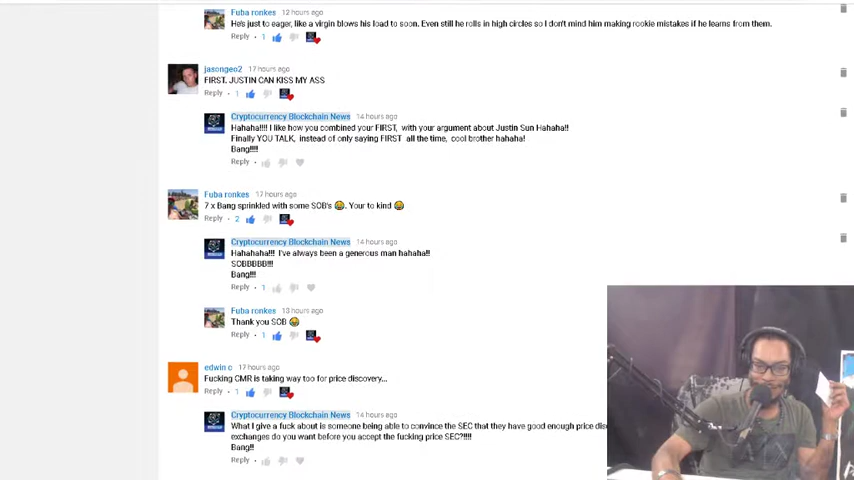 Fuba ronkes 12 hours ago
He's just to eager, like a virgin blows his load to soon. Even still he rolls in high circles so I don't mind him making rookie mistakes if he learns from them.
Reply · 1
jasongeo2 17 hours ago
FIRST. JUSTIN CAN KISS MY ASS
Reply · 1
Cryptocurrency Blockchain News 14 hours ago
Hahaha!!!! I like how you combined your FIRST, with your argument about Justin Sun Hahaha!!
Finally YOU TALK, instead of only saying FIRST all the time, cool brother hahaha!
Bang!!!!
Reply
Fuba ronkes 17 hours ago
7 x Bang sprinkled with some SOB's 😂. Your to kind 😂
Reply · 2
Cryptocurrency Blockchain News 14 hours ago
Hahahaha!!! I've always been a generous man hahaha!!
SOBBBBB!!!
Bang!!!
Reply · 1
Fuba ronkes 13 hours ago
Thank you SOB 😂
Reply · 1
edwin c 17 hours ago
Fucking CMR is taking way too for price discovery...
Reply · 1
Cryptocurrency Blockchain News 14 hours ago
What I give a fuck about is someone being able to convince the SEC that they have good enough price dis
exchanges do you want before you accept the fucking price SEC?!!!!
Bang!!
Reply